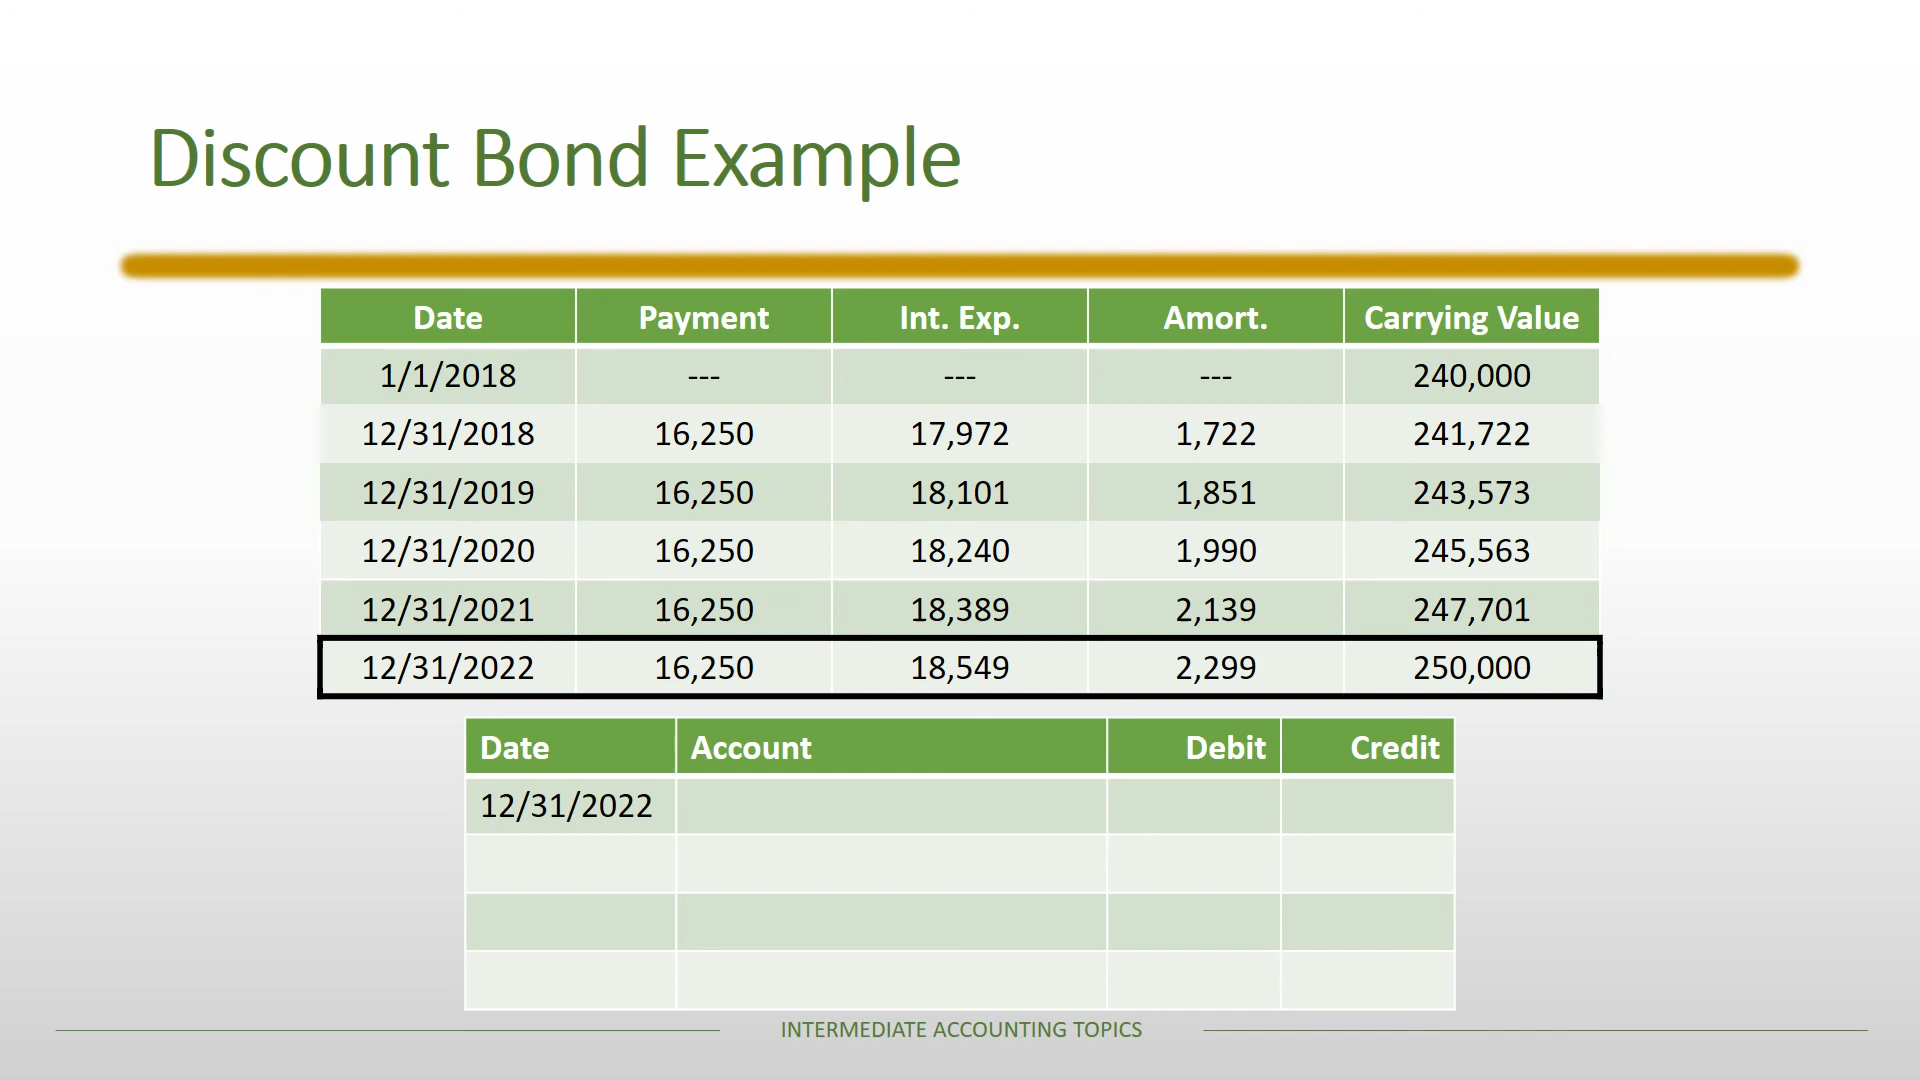 Discount Bond Example
Date Payment Int. Exp. Amort. Carrying Value
1/1/2018 --- --- --- 240,000
12/31/2018 16,250 17,972 1,722 241,722
12/31/2019 16,250 18,101 1,851 243,573
12/31/2020 16,250 18,240 1,990 245,563
12/31/2021 16,250 18,389 2,139 247,701
12/31/2022 16,250 18,549 2,299 250,000
Date Account Debit Credit
12/31/2022
INTERMEDIATE ACCOUNTING TOPICS